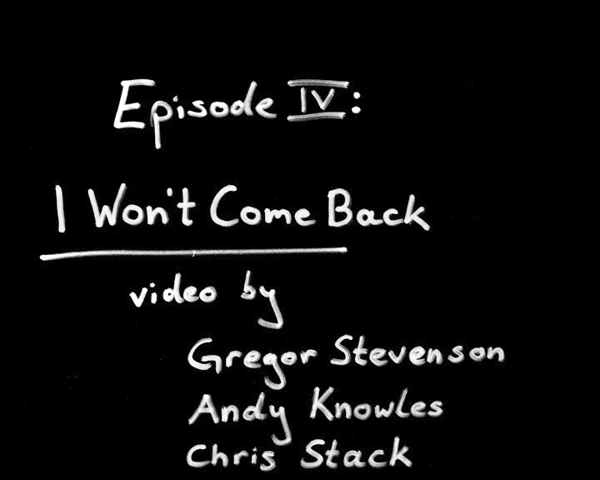 Episode IV:
I Won't Come Back
video by
Gregor Stevenson
Andy Knowles
Chris Stack